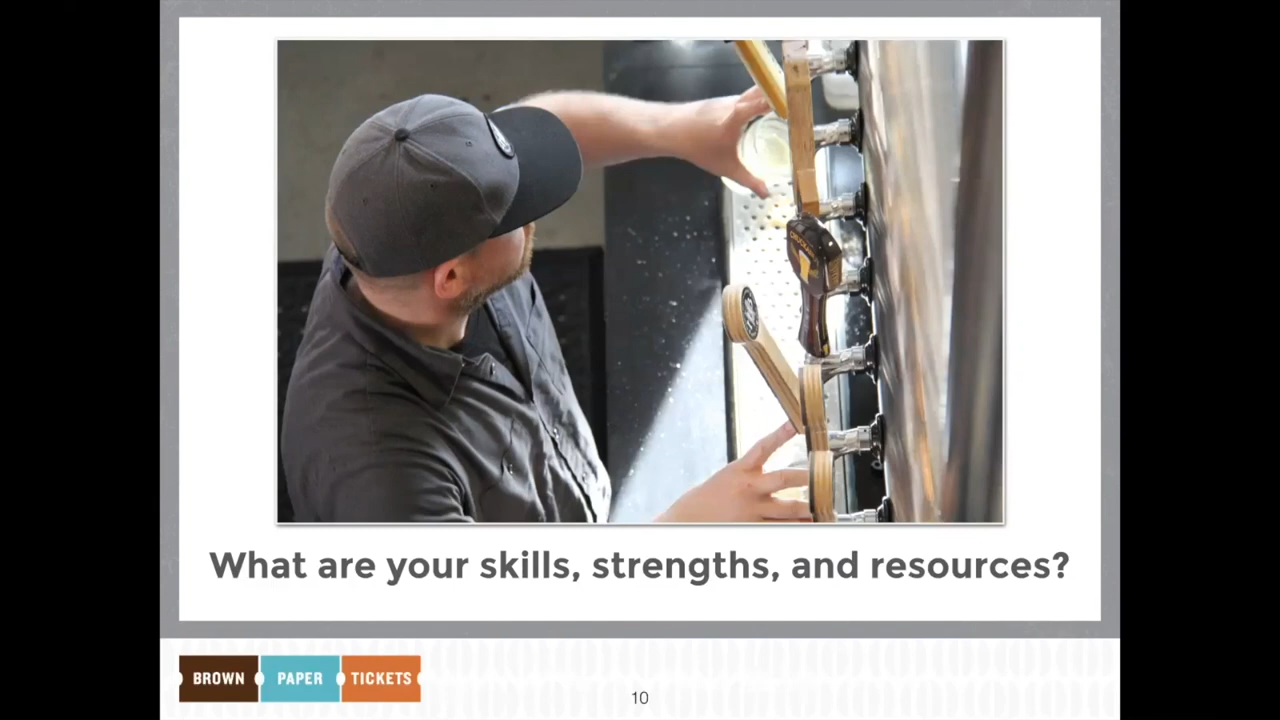 What are your skills, strengths, and resources?
BROWN PAPER TICKETS
10